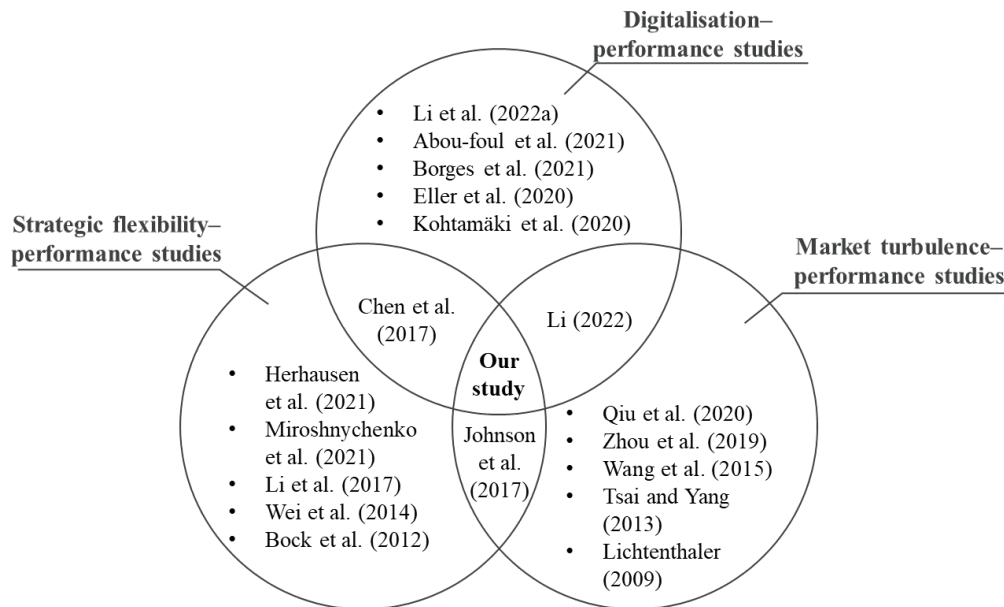 Digitalisation–
performance studies
• Li et al. (2022a)
• Abou-foul et al. (2021)
• Borges et al. (2021)
• Eller et al. (2020)
• Kohtamäki et al. (2020)
Strategic flexibility–
performance studies
Market turbulence–
performance studies
Chen et al.
(2017)
Li (2022)
Our
study
• Herhausen
et al. (2021)
• Miroshnychenko
et al. (2021)
• Li et al. (2017)
• Wei et al. (2014)
• Bock et al. (2012)
Johnson
et al.
(2017)
• Qiu et al. (2020)
• Zhou et al. (2019)
• Wang et al. (2015)
• Tsai and Yang
(2013)
• Lichtenthaler
(2009)